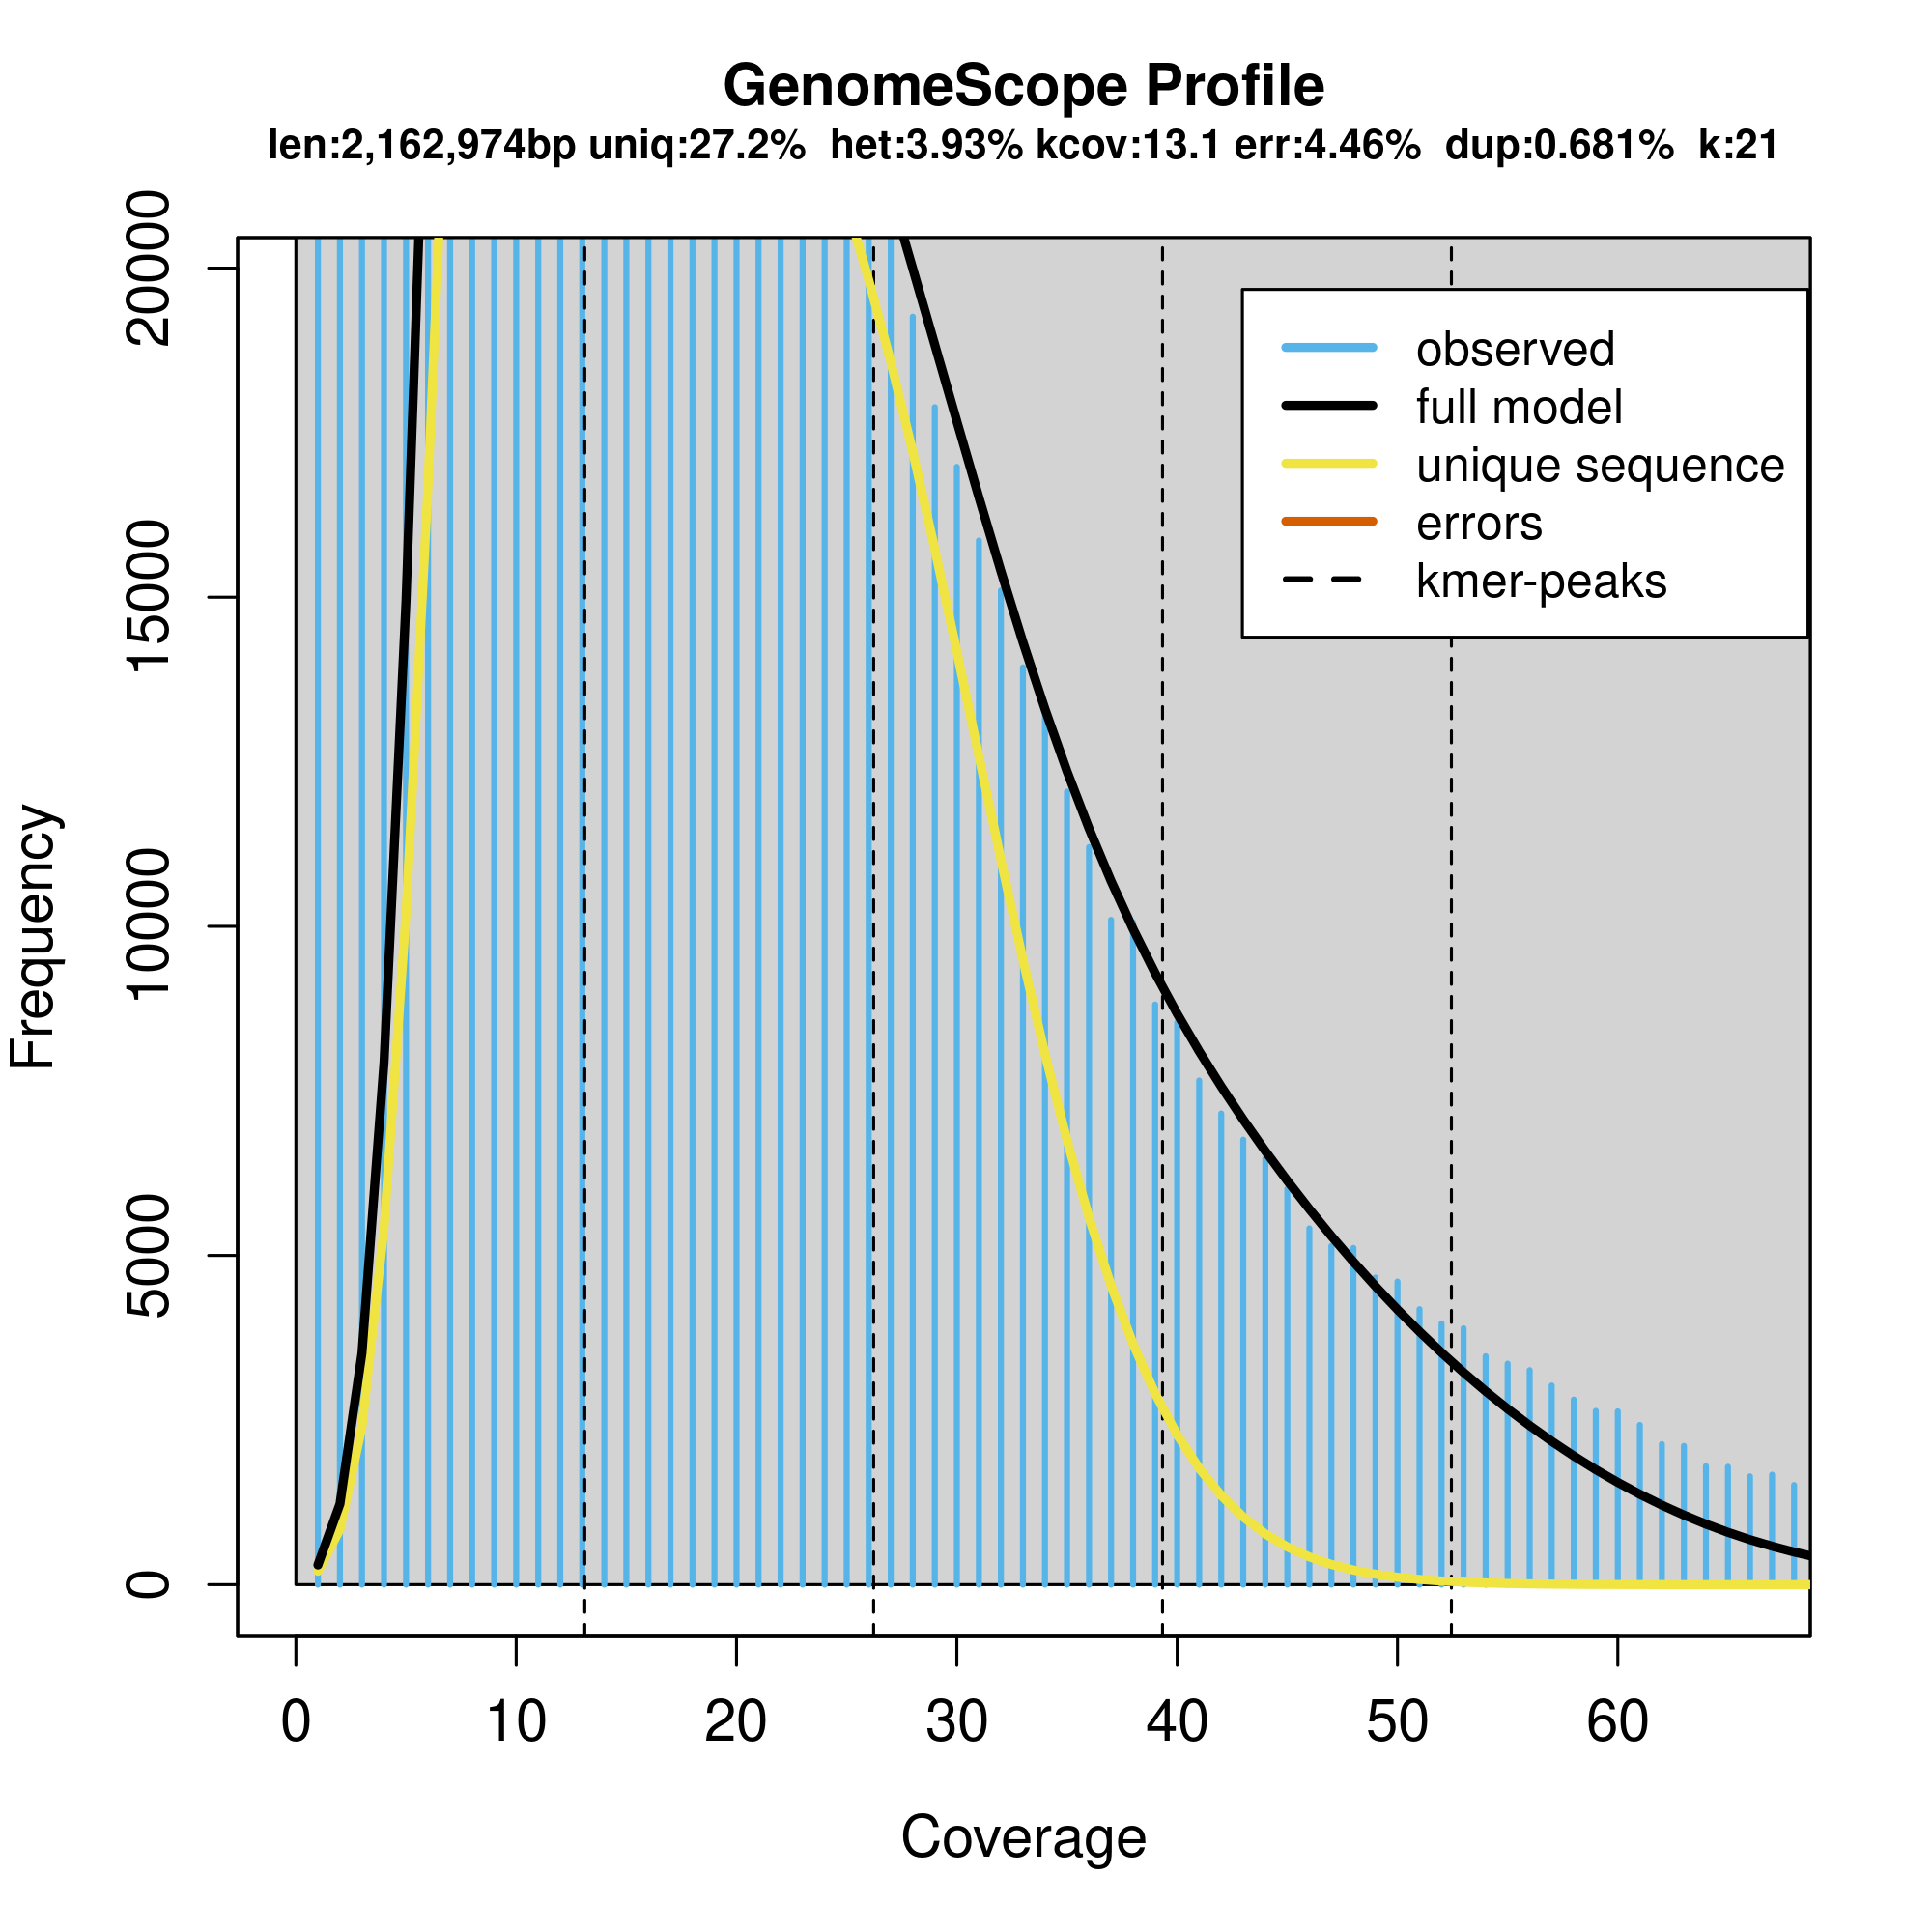 GenomeScope Profile
len:2,162,974bp uniq:27.2% het:3.93% kcov:13.1 err:4.46% dup:0.681% k:21
Frequency
20000
15000
10000
5000
0
observed
full model
unique sequence
errors
kmer-peaks
0 10 20 30 40 50 60
Coverage